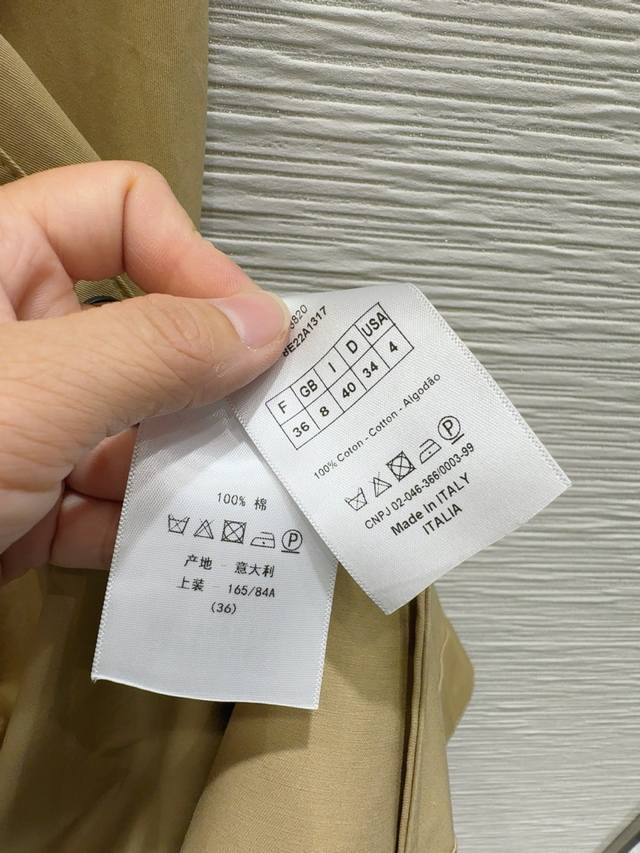 8E22A1317
F GB I D USA
36 8 40 34 4
100% Coton - Cotton - Algodão
P
CNPJ 02-046-366/0003-99
Made in ITALY
ITALIA
100% 棉
P
产地 - 意大利
上装 - 165/84A
(36)